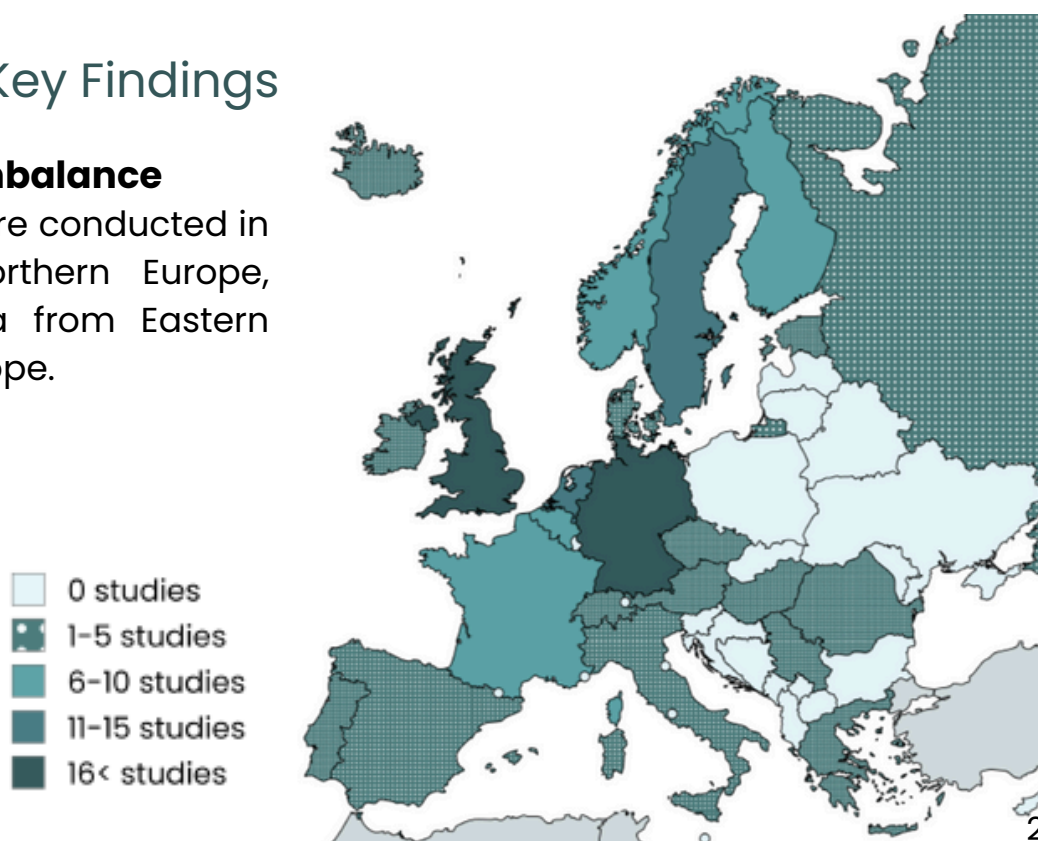 Key Findings
nbalance
re conducted in
orthern Europe,
a from Eastern
ope.
0 studies
1-5 studies
6-10 studies
11-15 studies
16< studies
2